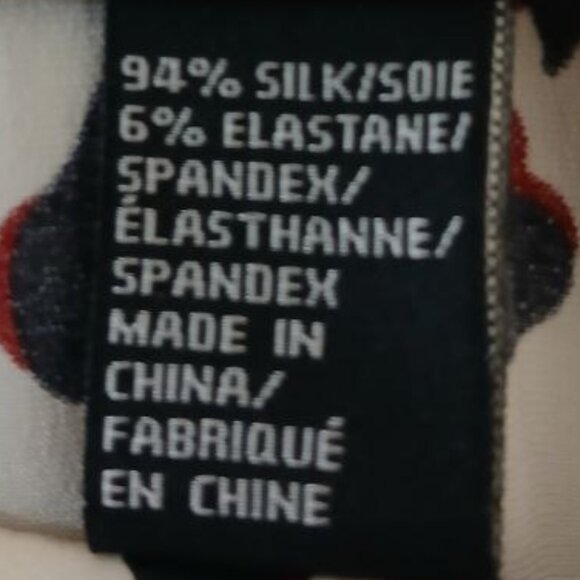 94% SILK/SOIE
6% ELASTANE/
SPANDEX/
ÉLASTHANNE/
SPANDEX
MADE IN
CHINA/
FABRIQUÉ
EN CHINE